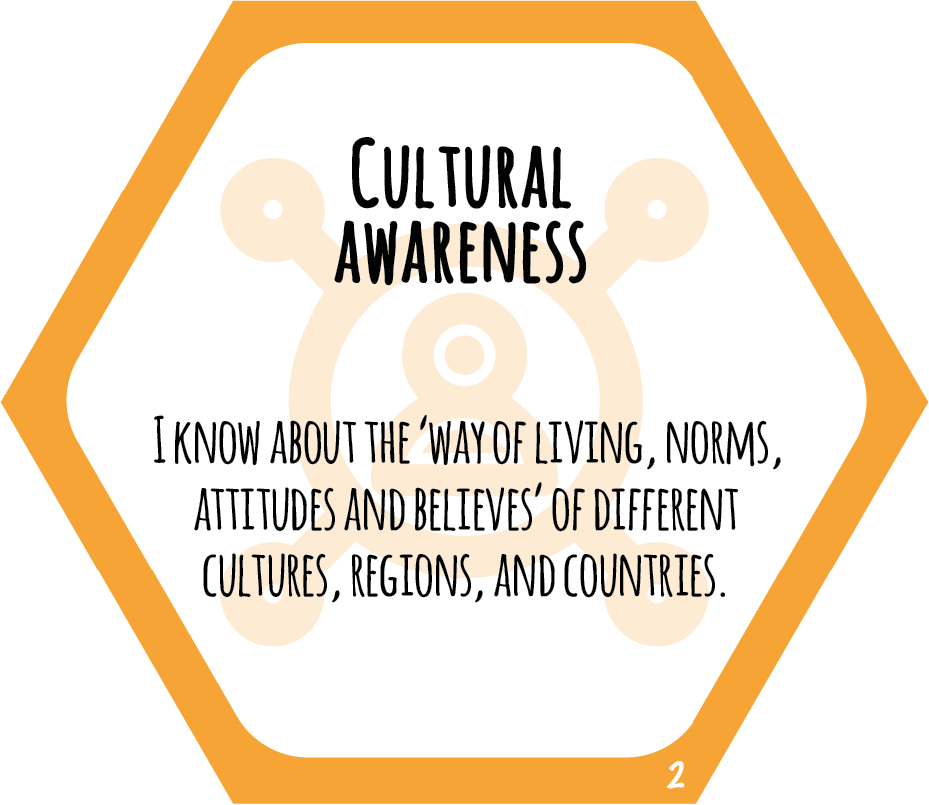 Cultural
awareness
I know about the ‘way of living, norms,
attitudes and believes’ of different
cultures, regions, and countries.
2